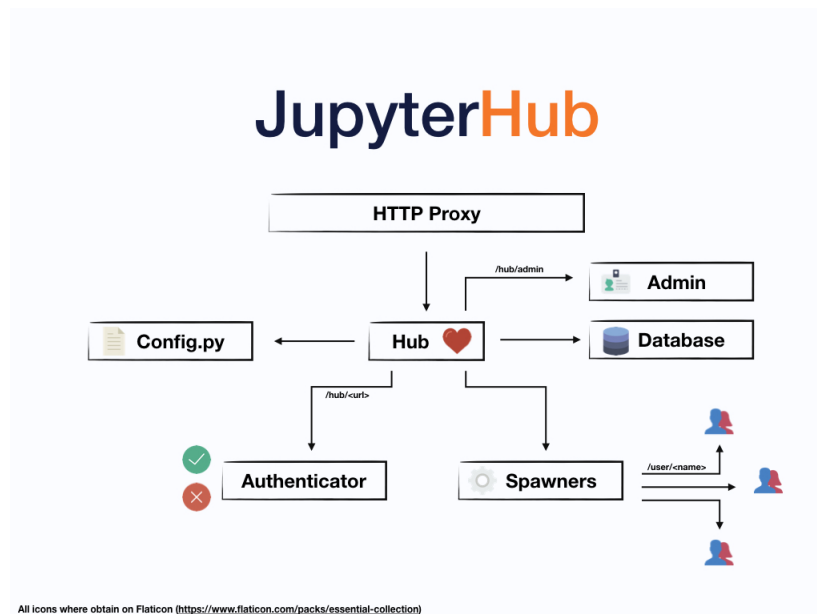 JupyterHub
HTTP Proxy
/hub/admin
Admin
Config.py
Hub
Database
/hub/<url>
Authenticator
Spawners
/user/<name>
All icons where obtain on Flaticon (https://www.flaticon.com/packs/essential-collection)